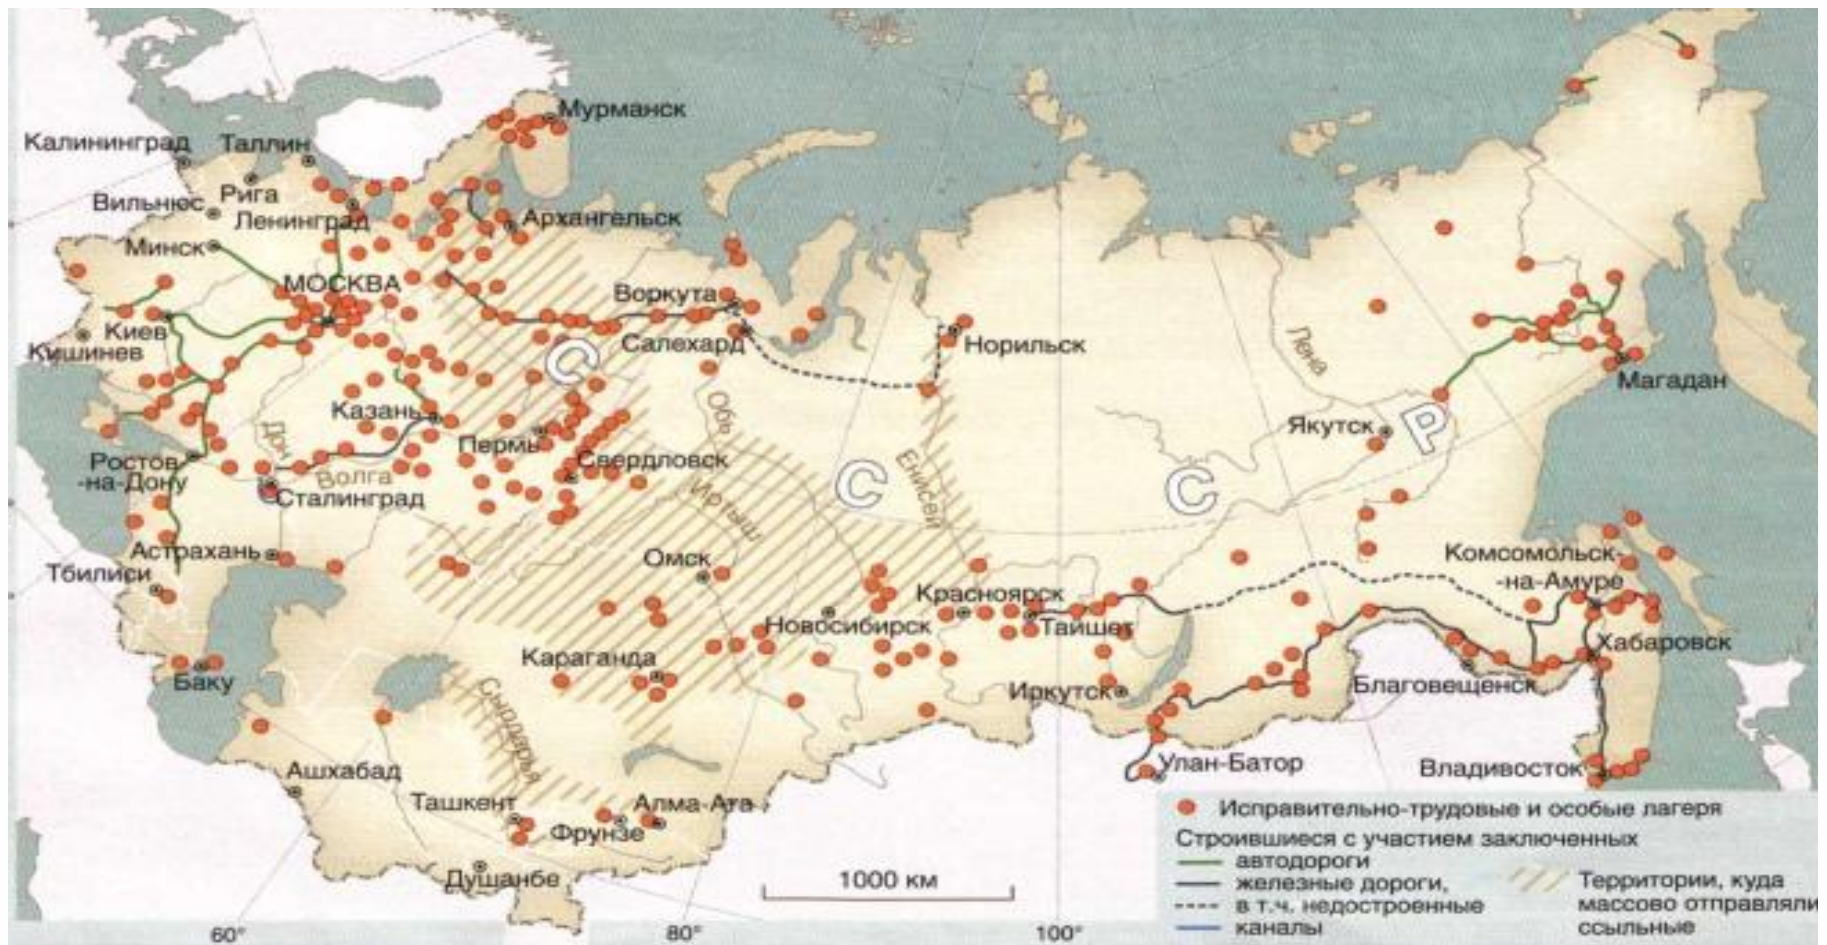 Мурманск
Калининград
Таллин
Рига
Вильнюс
Ленинград
Архангельск
Минск
МОСКВА
Воркута
Киев
Кишинев
Салехард
Норильск
Лена
Магадан
С
Обь
Казань
Пермь
Якутск
Р
Дон
Ростов-
-на-Дону
Волга
Свердловск
Енисей
С
С
Сталинград
Иртыш
Астрахань
Омск
Комсомольск-
-на-Амуре
Тбилиси
Красноярск
Новосибирск
Тайшет
Хабаровск
Караганда
Баку
Сырдарья
Иркутск
Благовещенск
Улан-Батор
Владивосток
Ашхабад
Ташкент
Алма-Ата
Фрунзе
Душанбе
1000 км
Исправительно-трудовые и особые лагеря
Строившиеся с участием заключенных
автодороги
железные дороги,
в т.ч. недостроенные
каналы
Территории, куда
массово отправляли
ссыльные
60°
80°
100°